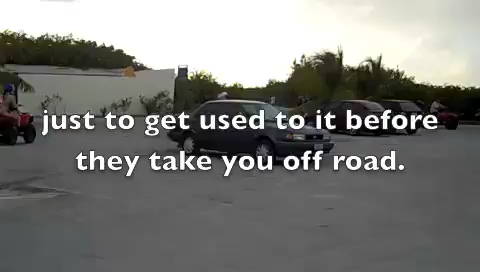 just to get used to it before
they take you off road.